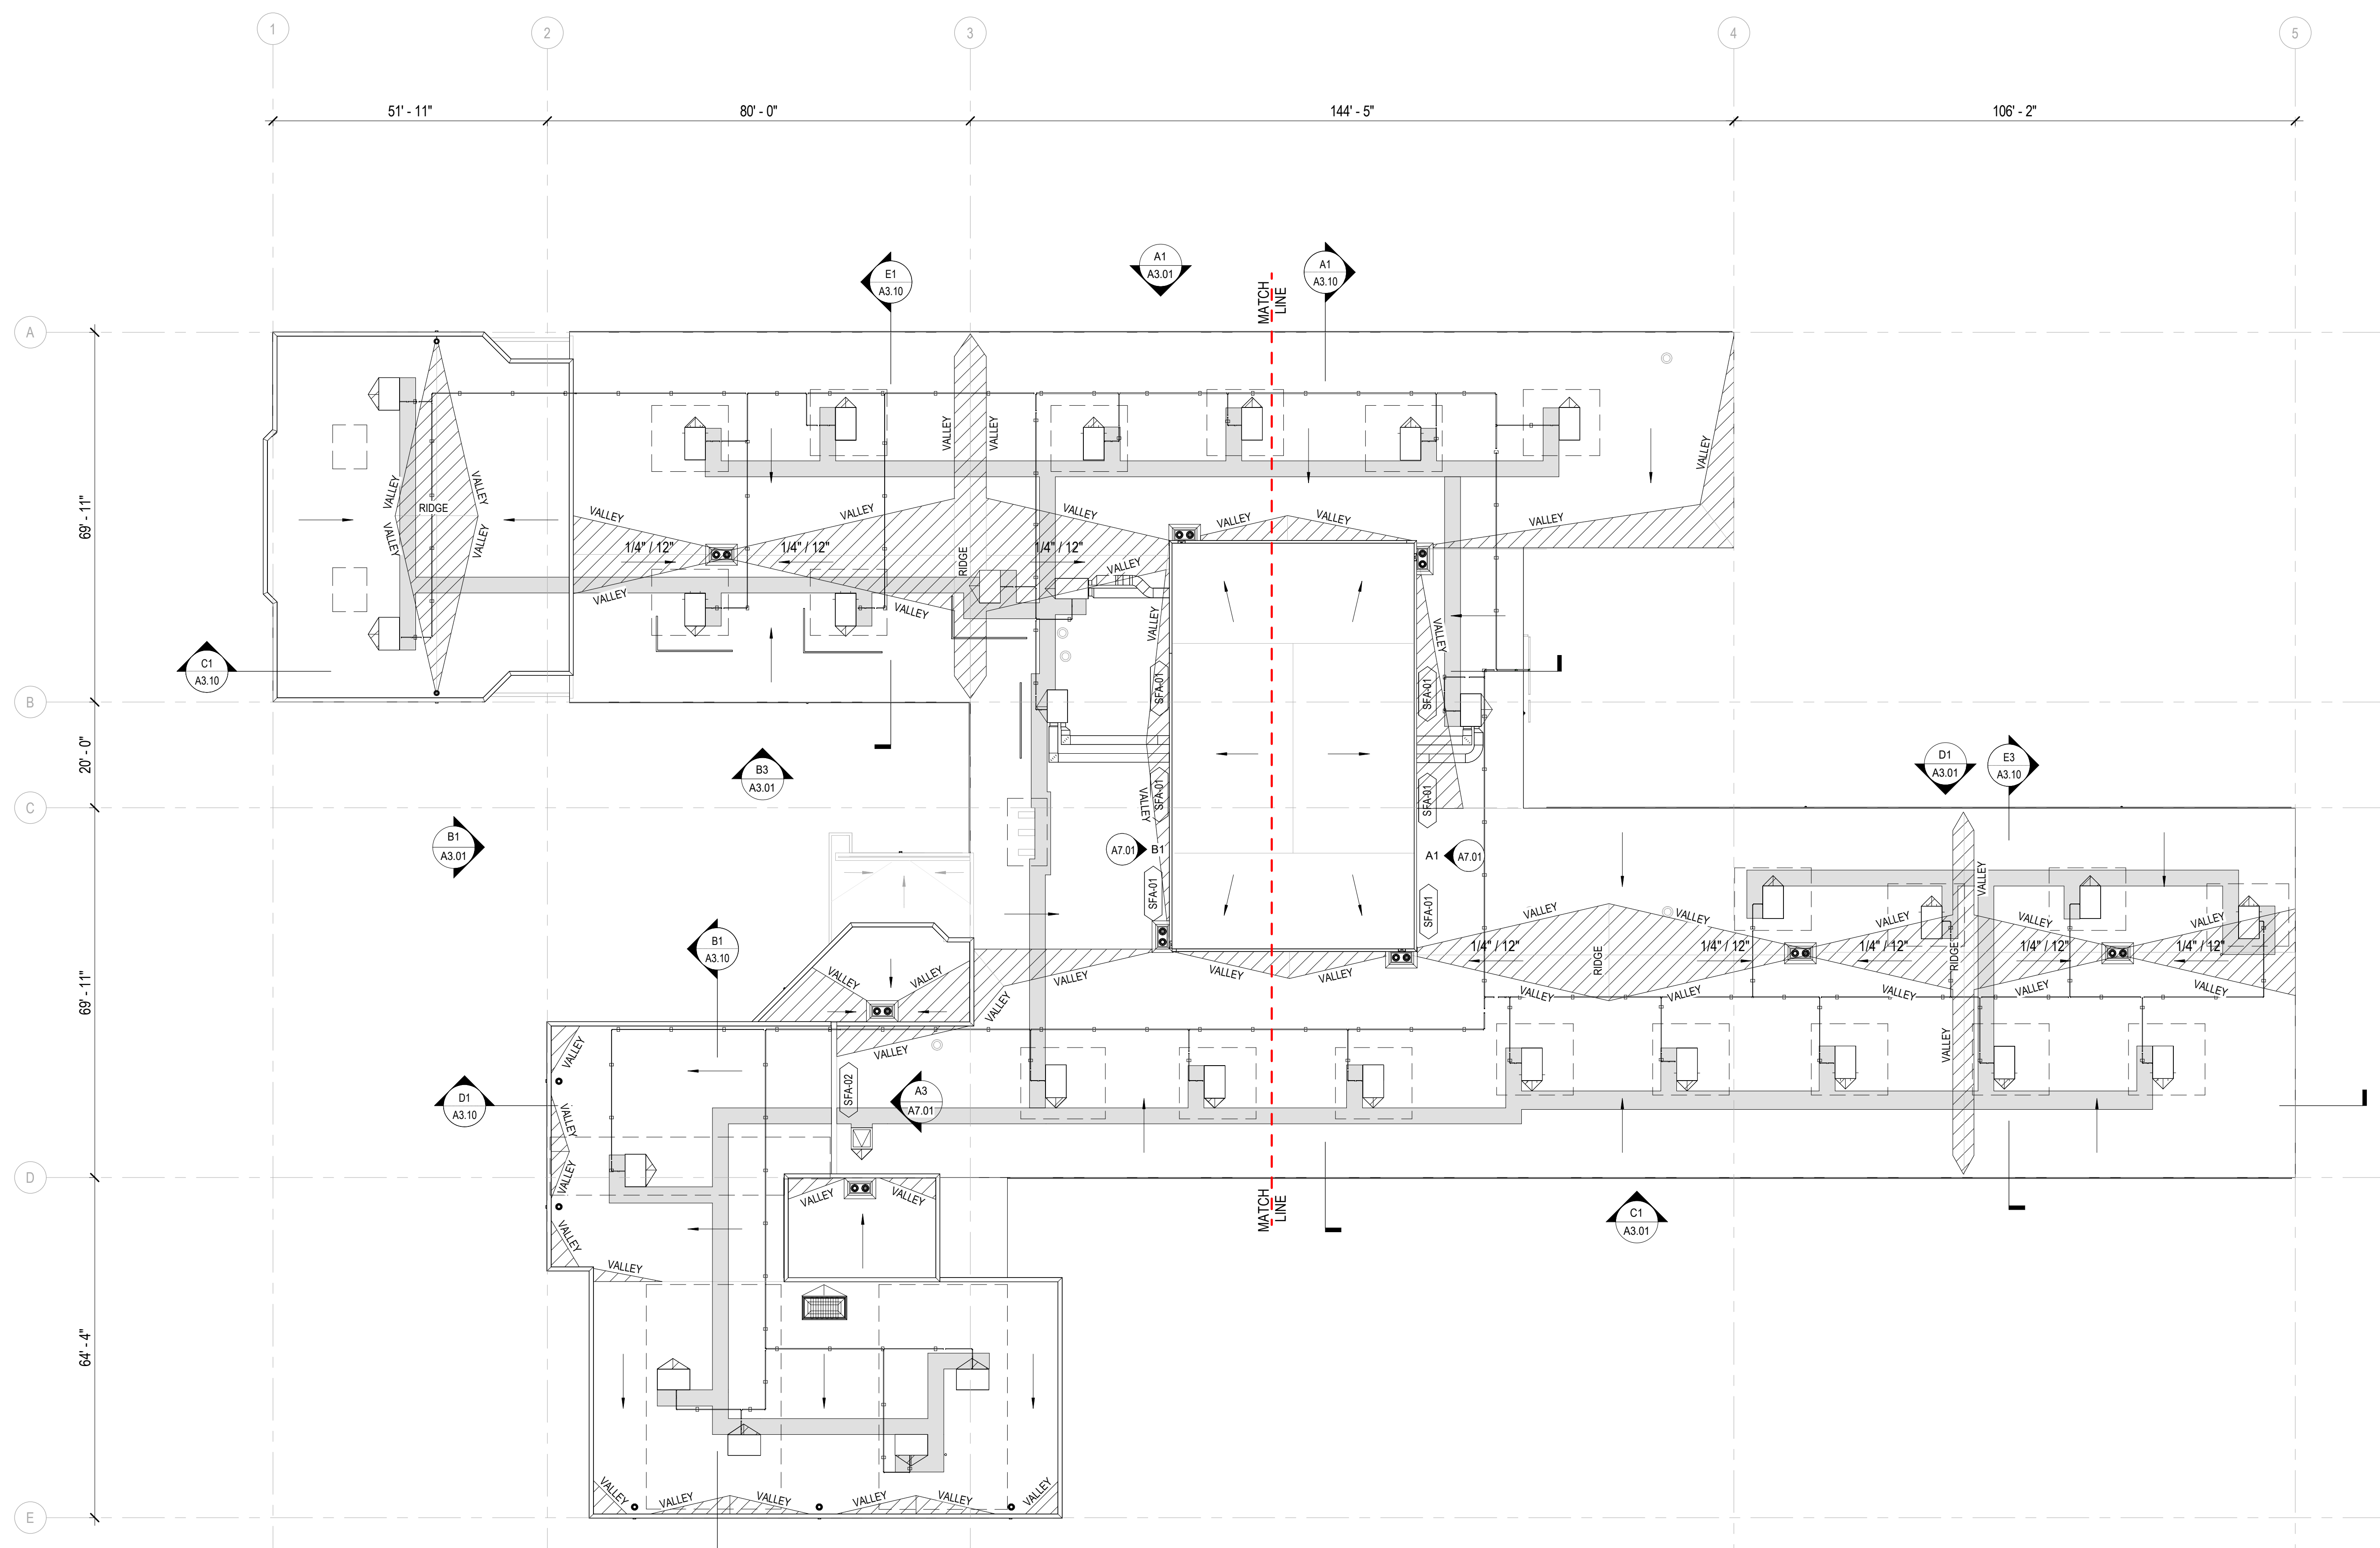 1
2
3
4
5
51' - 11"
80' - 0"
144' - 5"
106' - 2"
E1
A3.10
A1
A3.01
MATCH
LINE
A1
A3.10
A
69' - 11"
VALLEY
VALLEY
VALLEY
VALLEY
VALLEY
VALLEY
RIDGE
VALLEY
VALLEY
VALLEY
VALLEY
VALLEY
VALLEY
1/4" / 12"
1/4" / 12"
RIDGE
1/4" / 12"
VALLEY
VALLEY
VALLEY
VALLEY
VALLEY
VALLEY
C1
A3.10
SFA-01
SFA-01
B
20' - 0"
B3
A3.01
D1
A3.01
E3
A3.10
SFA-01
VALLEY
SFA-01
C
B1
A3.01
A7.01
B1
A1
A7.01
SFA-01
SFA-01
VALLEY
VALLEY
VALLEY
VALLEY
VALLEY
VALLEY
B1
A3.10
1/4" / 12"
RIDGE
1/4" / 12"
1/4" / 12"
RIDGE
1/4" / 12"
1/4" / 12"
69' - 11"
VALLEY
VALLEY
VALLEY
VALLEY
VALLEY
VALLEY
VALLEY
VALLEY
VALLEY
VALLEY
VALLEY
VALLEY
VALLEY
VALLEY
SFA-02
A3
A7.01
D1
A3.10
VALLEY
VALLEY
D
VALLEY
VALLEY
MATCH
LINE
C1
A3.01
VALLEY
VALLEY
64' - 4"
VALLEY
VALLEY
VALLEY
VALLEY
VALLEY
VALLEY
E